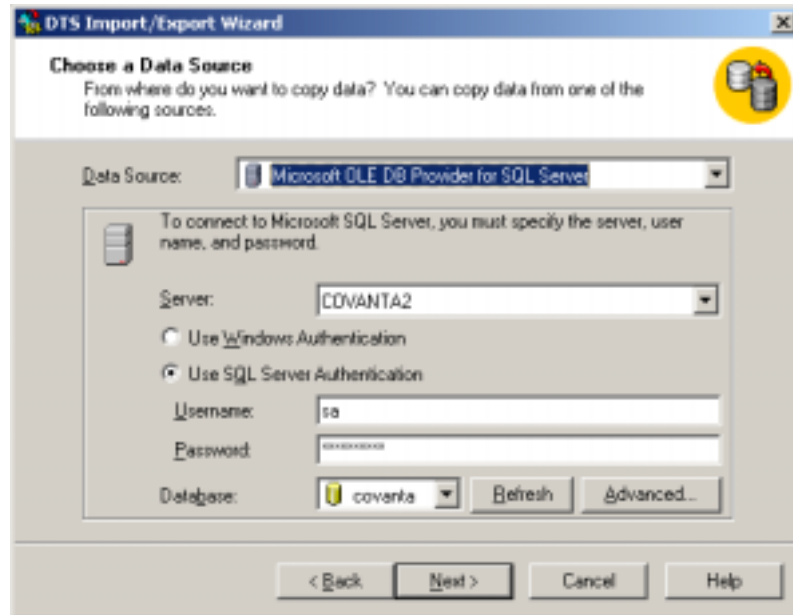 DTS Import/Export Wizard
Choose a Data Source
From where do you want to copy data? You can copy data from one of the
following sources.
Data Source: Microsoft OLE DB Provider for SQL Server
To connect to Microsoft SQL Server, you must specify the server, user
name, and password.
Server: COVANTA2
Use Windows Authentication
Use SQL Server Authentication
Username: sa
Password:
Database: covanta Refresh Advanced...
< Back Next > Cancel Help